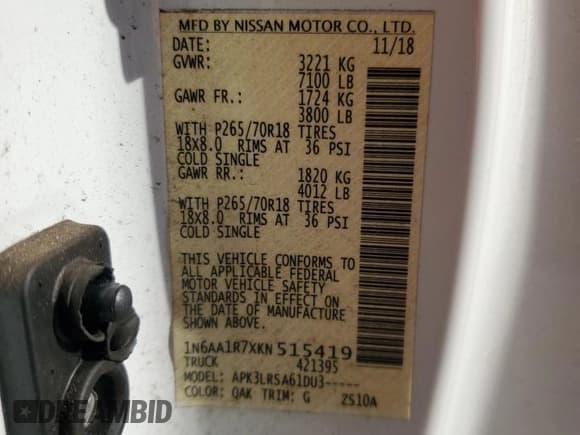 MFD BY NISSAN MOTOR CO., LTD.
DATE: 11/18
GVWR: 3221 KG
7100 LB
GAWR FR.: 1724 KG
3800 LB
WITH P265/70R18 TIRES
18X8.0 RIMS AT 36 PSI
COLD SINGLE
GAWR RR.: 1820 KG
4012 LB
WITH P265/70R18 TIRES
18X8.0 RIMS AT 36 PSI
COLD SINGLE
THIS VEHICLE CONFORMS TO
ALL APPLICABLE FEDERAL
MOTOR VEHICLE SAFETY
STANDARDS IN EFFECT ON
THE DATE OF MANUFACTURE
SHOWN ABOVE.
1N6AA1R7XKN515419
TRUCK 421395
MODEL: APK3LRSA61DU3-----
COLOR: QAK TRIM: G ZS10A
DREAMBID